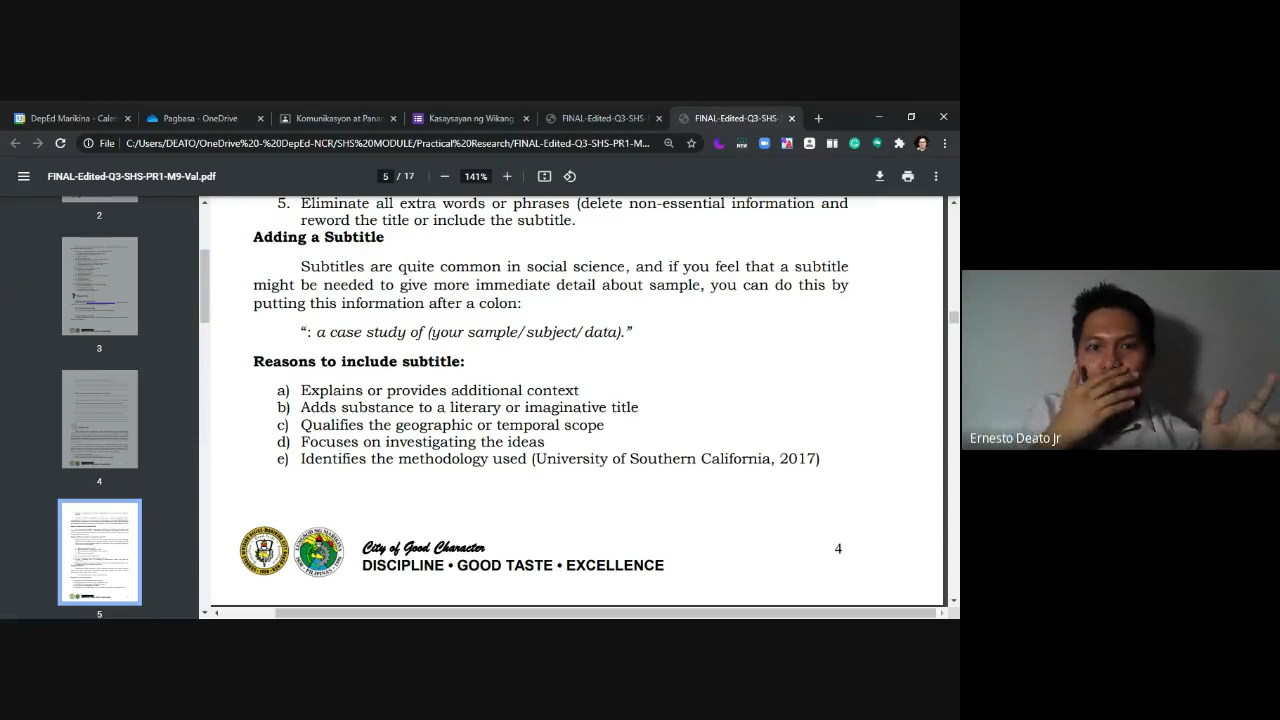 DepEd Marikina - Cale
Pagbasa - OneDrive
Komunikasyon at Panan
Kasaysayan ng Wikang
FINAL-Edited-Q3-SHS-
FINAL-Edited-Q3-SHS-
File
C:/Users/DEATO/OneDrive%20-%20DepEd-NCR/SHS%20MODULE/Practical%20Research/FINAL-Edited-Q3-SHS-PR1-M...
FINAL-Edited-Q3-SHS-PR1-M9-Val.pdf
5 / 17
141%
2
3
4
5
5. Eliminate all extra words or phrases (delete non-essential information and
reword the title or include the subtitle.
Adding a Subtitle
Subtitles are quite common in social science, and if you feel that a subtitle
might be needed to give more immediate detail about sample, you can do this by
putting this information after a colon:
“: a case study of (your sample/subject/data).”
Reasons to include subtitle:
a) Explains or provides additional context
b) Adds substance to a literary or imaginative title
c) Qualifies the geographic or temporal scope
d) Focuses on investigating the ideas
e) Identifies the methodology used (University of Southern California, 2017)
City of Good Character
DISCIPLINE • GOOD TASTE • EXCELLENCE
4
Ernesto Deato Jr